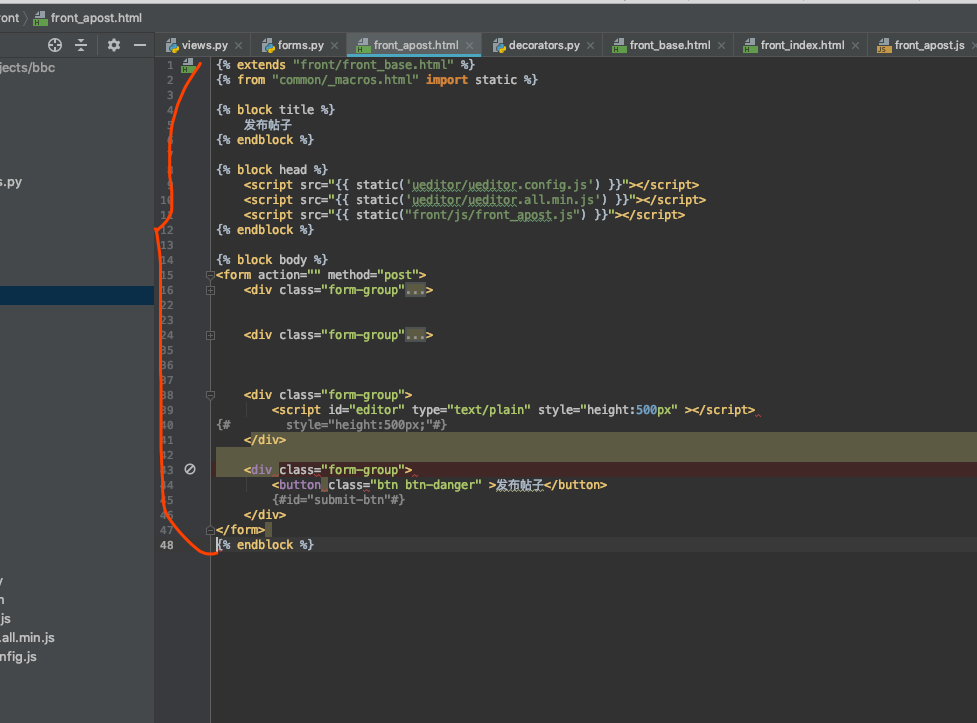 ront front_apost.html
views.py forms.py front_apost.html decorators.py front_base.html front_index.html front_apost.js
jects/bbc
1 {% extends "front/front_base.html" %}
2 {% from "common/_macros.html" import static %}
3
4 {% block title %}
5 发布帖子
6 {% endblock %}
7
s.py
8 {% block head %}
9 <script src="{{ static('ueditor/ueditor.config.js') }}"></script>
10 <script src="{{ static('ueditor/ueditor.all.min.js') }}"></script>
11 <script src="{{ static("front/js/front_apost.js") }}"></script>
12 {% endblock %}
13
14 {% block body %}
15 <form action="" method="post">
16 <div class="form-group"...>
22
23
24 <div class="form-group"...>
35
36
37
38 <div class="form-group">
39 <script id="editor" type="text/plain" style="height:500px" ></script>
40 {# style="height:500px;"#}
41 </div>
42
43 <div class="form-group">
44 <button class="btn btn-danger" >发布帖子</button>
45 {#id="submit-btn"#}
46 </div>
47 </form>
48 {% endblock %}
js
.all.min.js
nfig.js